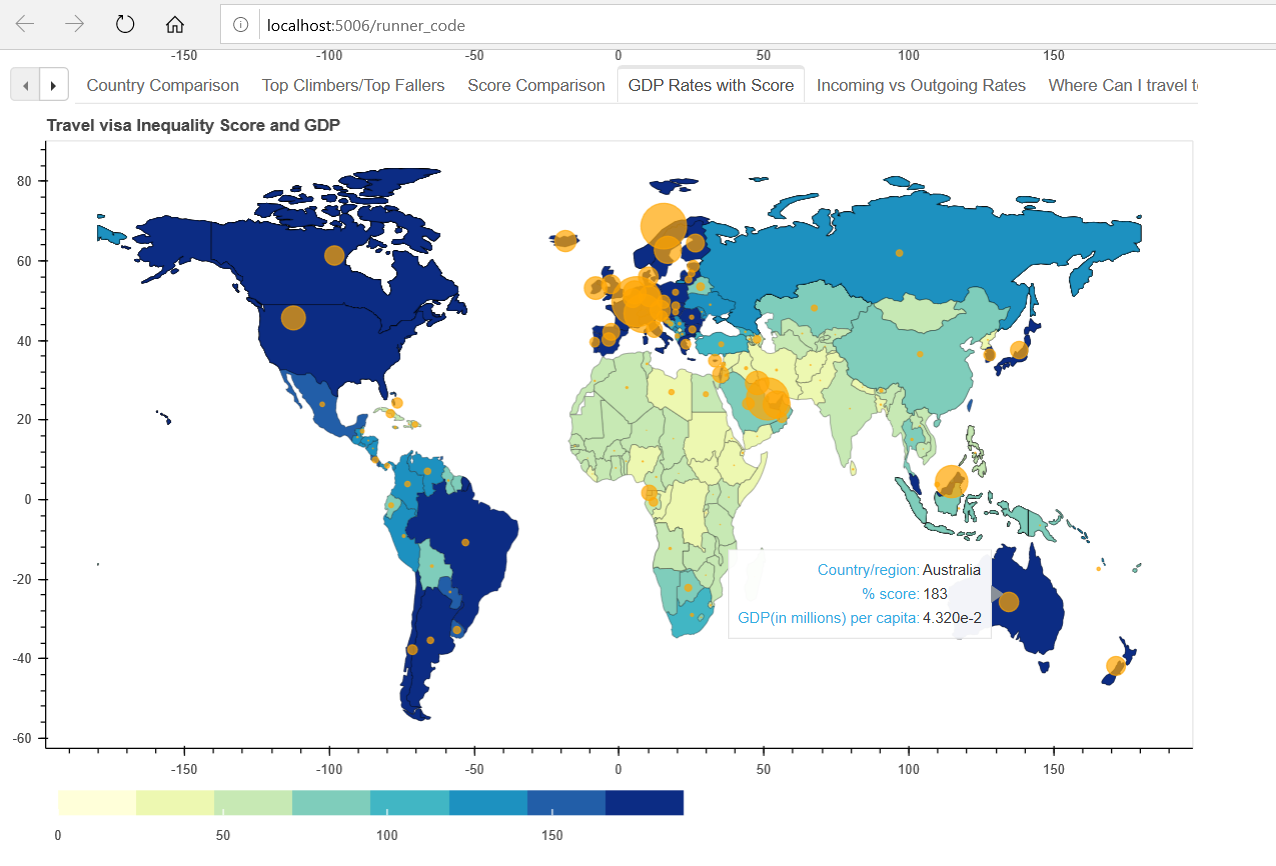 localhost:5006/runner_code
-150 -100 -50 0 50 100 150
Country Comparison Top Climbers/Top Fallers Score Comparison GDP Rates with Score Incoming vs Outgoing Rates Where Can I travel
Travel visa Inequality Score and GDP
80
60
40
20
0
-20
-40
-60
Country/region: Australia
% score: 183
GDP(in millions) per capita: 4.320e-2
-150 -100 -50 0 50 100 150
0 50 100 150